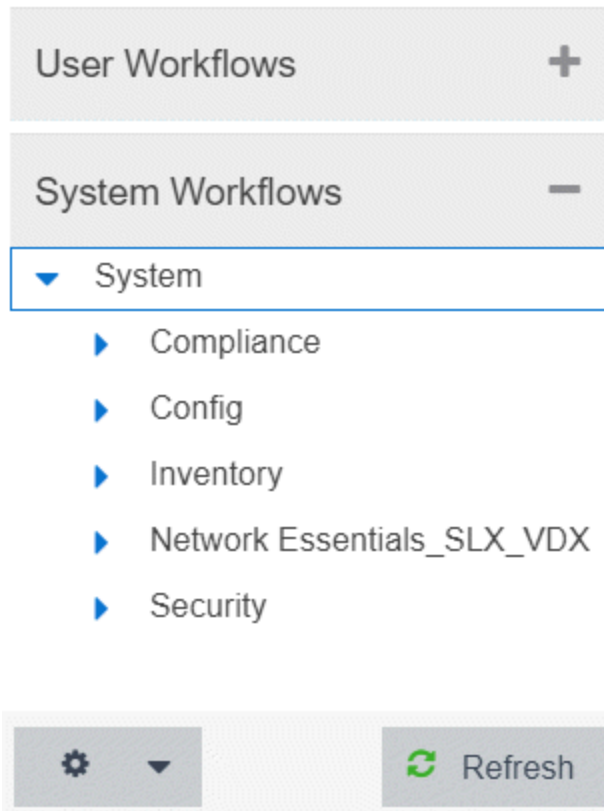 User Workflows
System Workflows
System
Compliance
Config
Inventory
Network Essentials_SLX_VDX
Security
Refresh